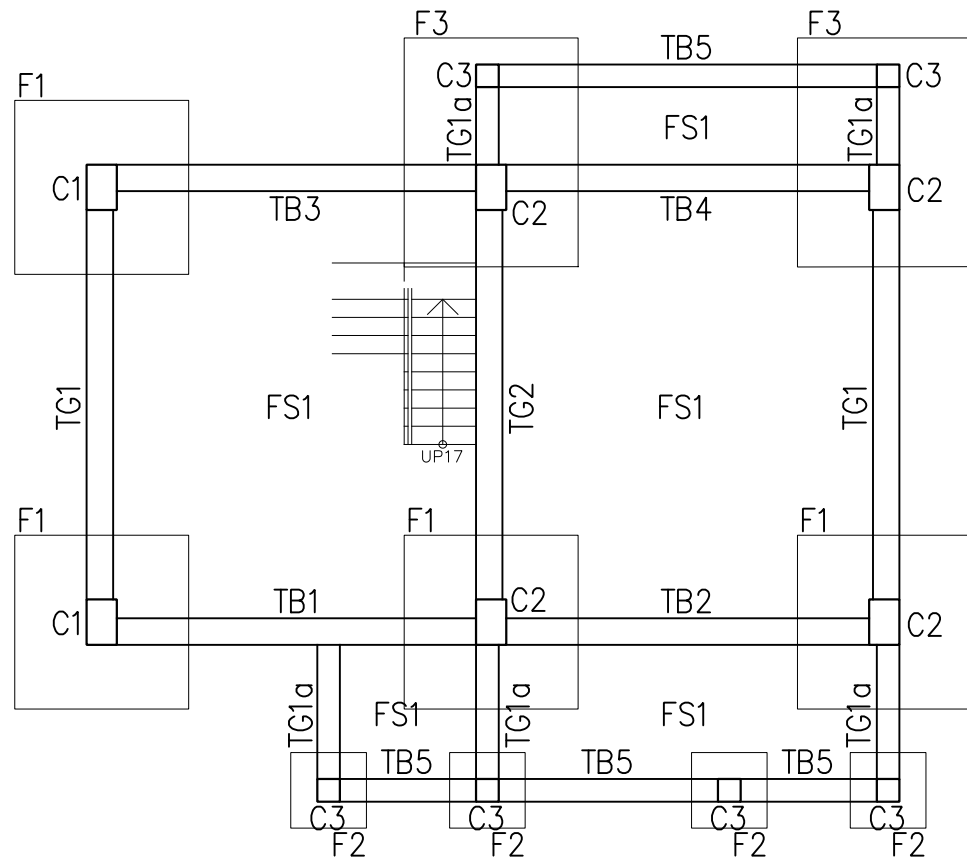 F3
F3
TB5
C3
C3
F1
TG1a
FS1
TG1a
C1
C2
TB3
C2
TB4
TG1
FS1
TG2
FS1
TG1
UP17
F1
F1
F1
TB1
C2
TB2
C1
C2
TG1a
FS1
TG1a
FS1
TG1a
TB5
TB5
TB5
C3
C3
C3
C3
F2
F2
F2
F2